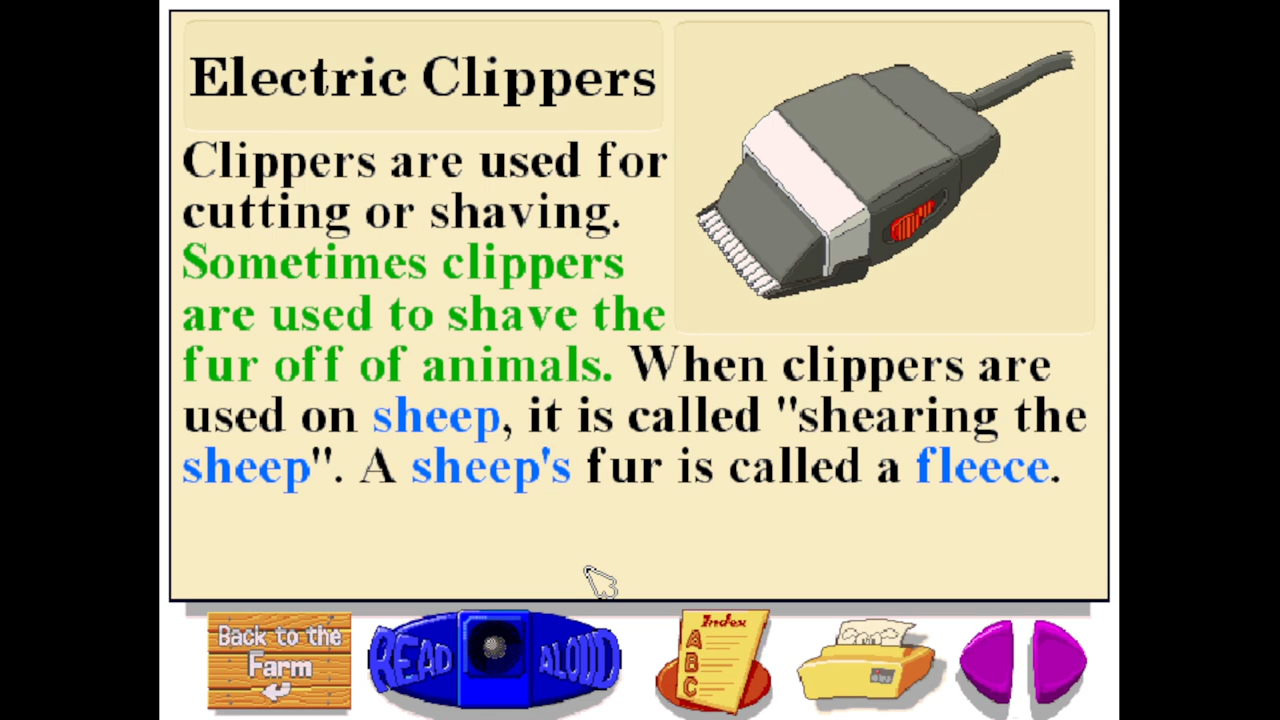 Electric Clippers
Clippers are used for
cutting or shaving.
Sometimes clippers
are used to shave the
fur off of animals. When clippers are
used on sheep, it is called "shearing the
sheep". A sheep's fur is called a fleece.
Back to the
Farm
READ ALOUD
Index
A
B
C